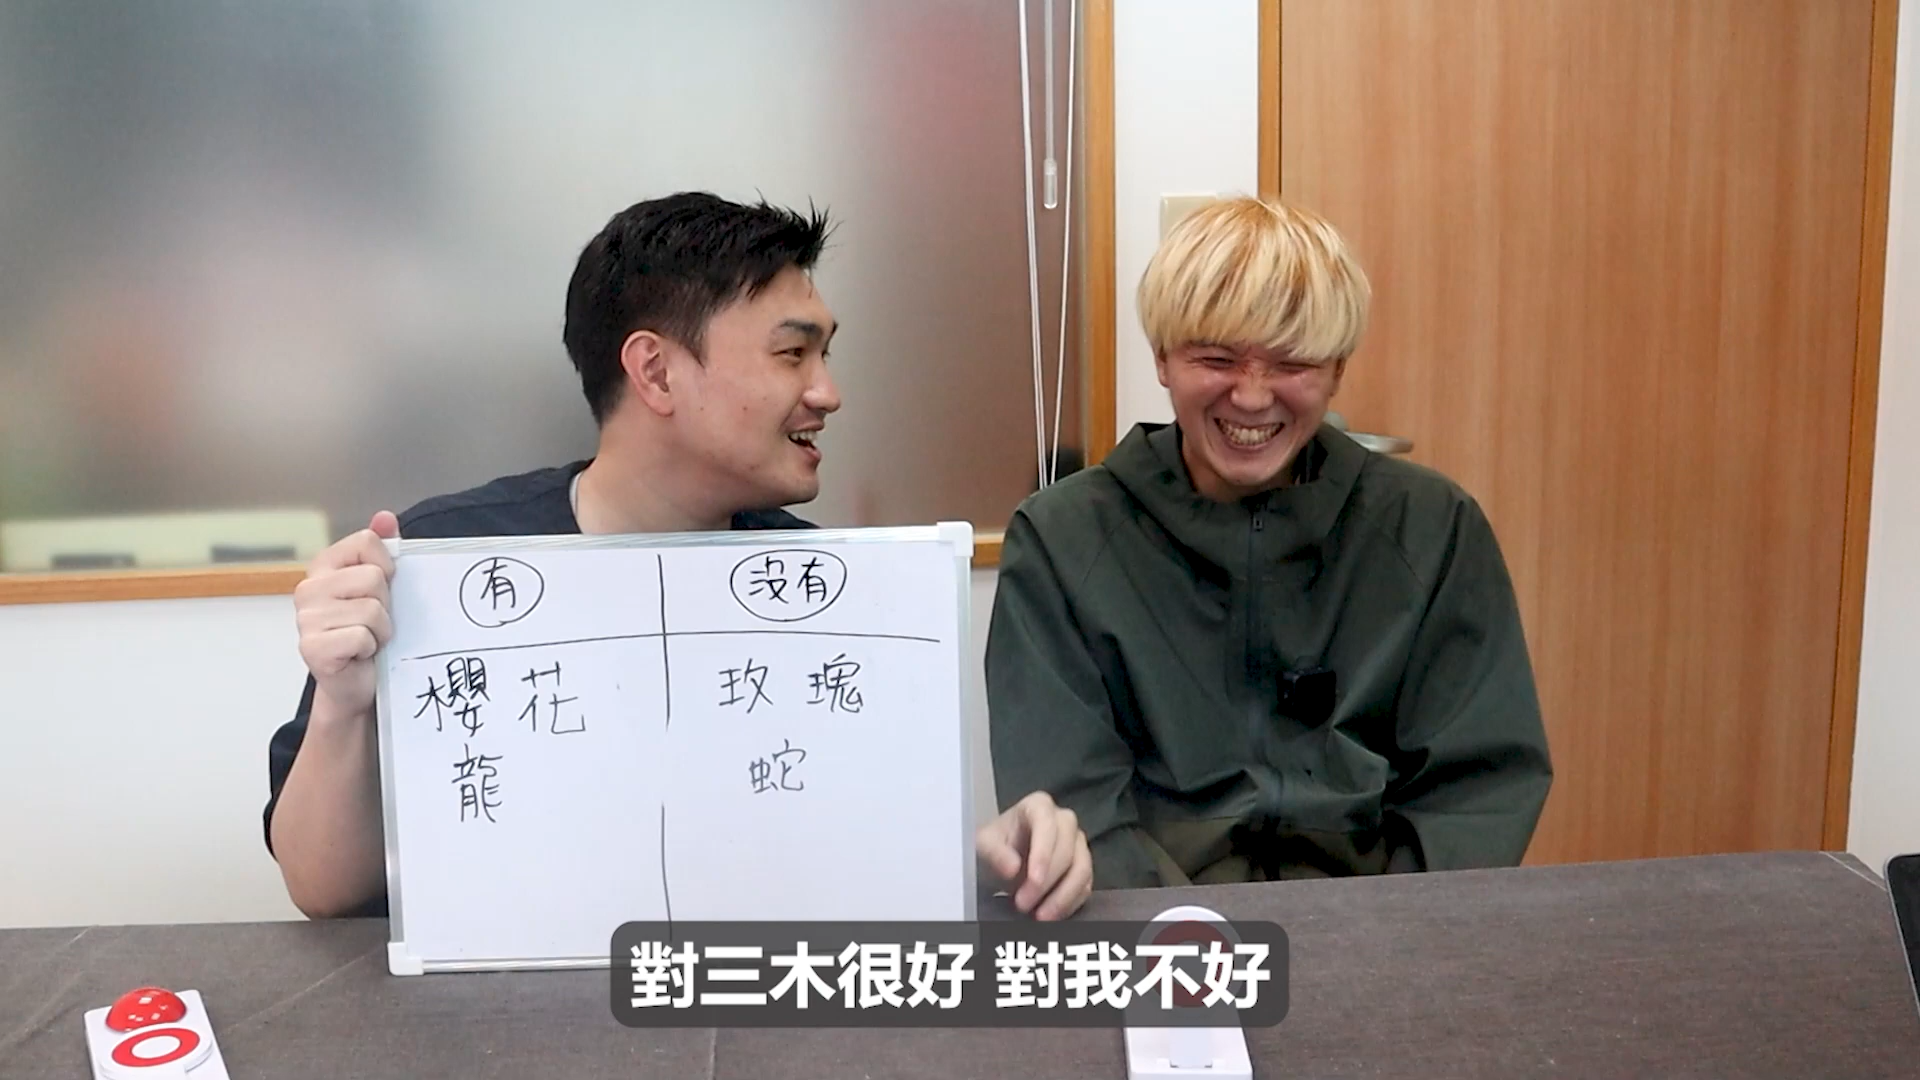 有 沒有
櫻花 玫瑰
龍 蛇
對三木很好 對我不好